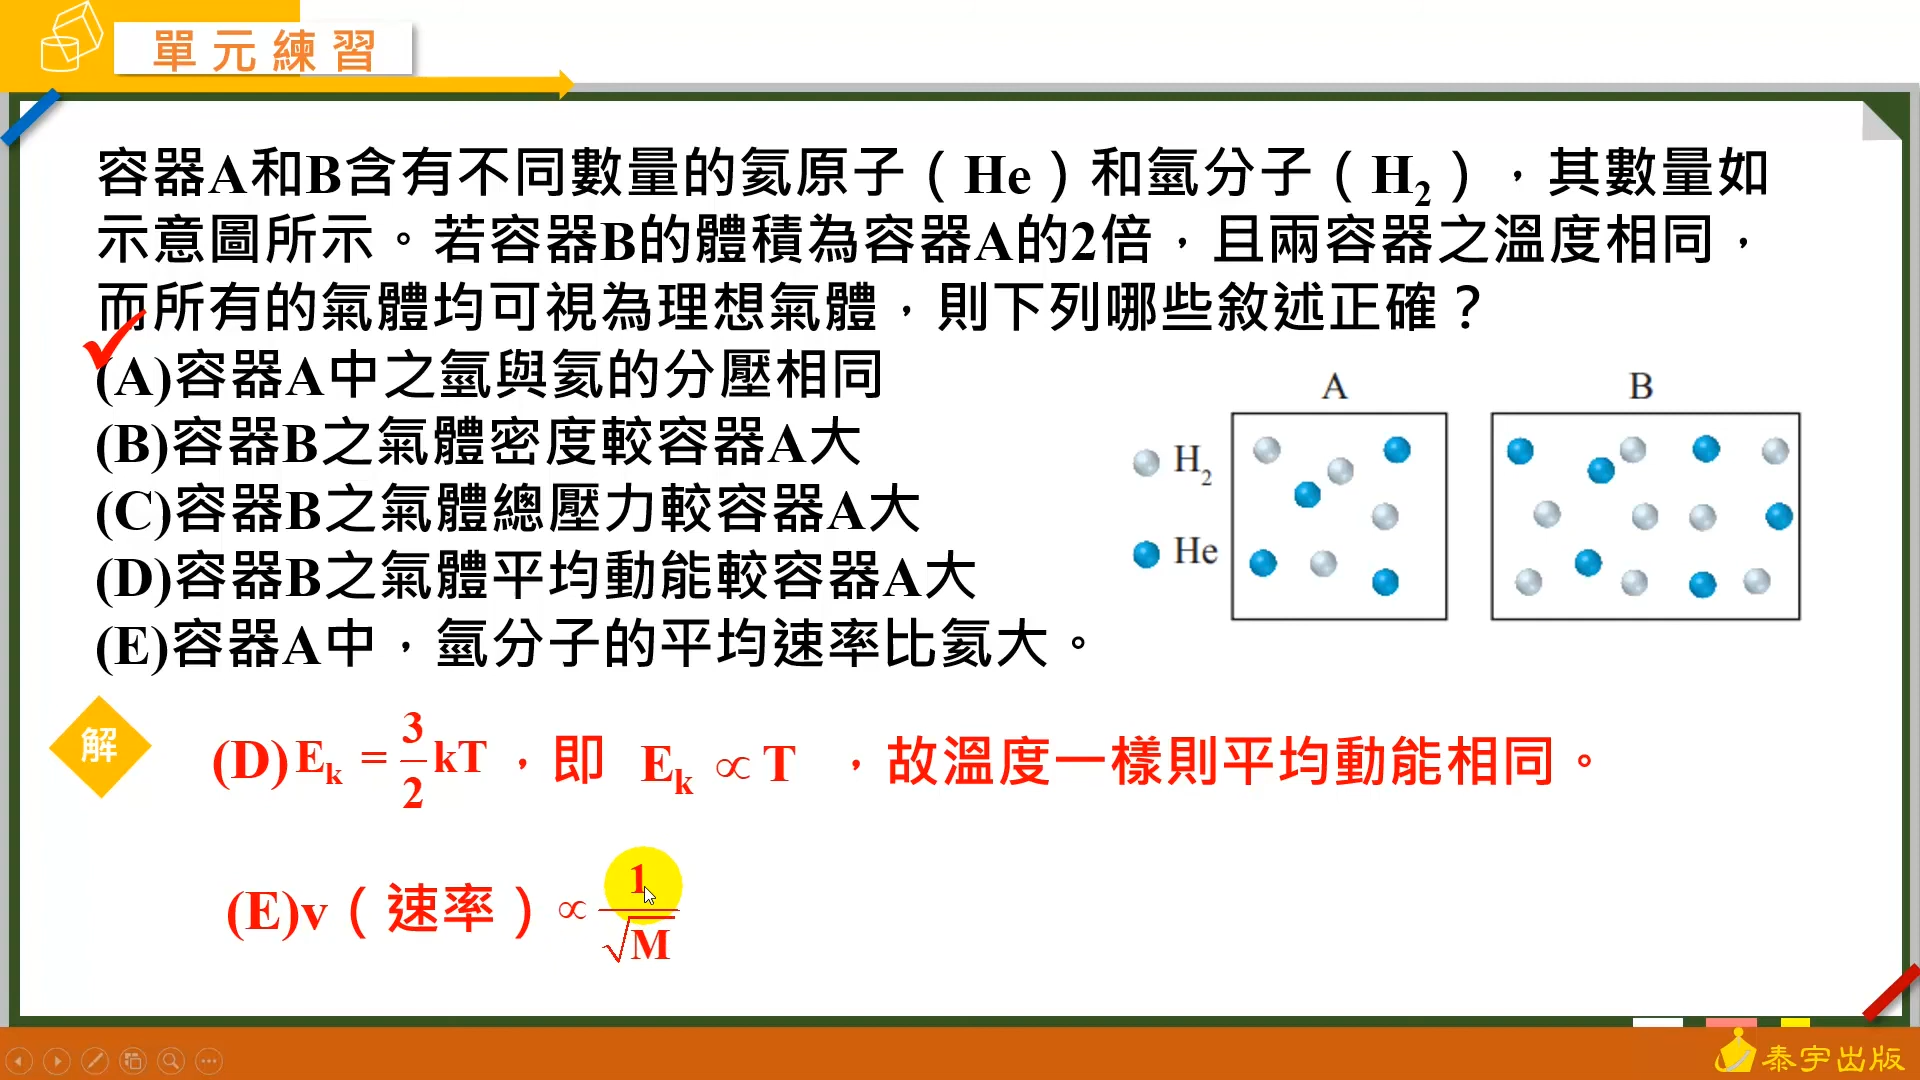 單元練習
容器A和B含有不同數量的氦原子（He）和氫分子（H₂），其數量如
示意圖所示。若容器B的體積為容器A的2倍，且兩容器之溫度相同，
而所有的氣體均可視為理想氣體，則下列哪些敘述正確？
(A)容器A中之氫與氦的分壓相同
(B)容器B之氣體密度較容器A大
(C)容器B之氣體總壓力較容器A大
(D)容器B之氣體平均動能較容器A大
(E)容器A中，氫分子的平均速率比氦大。
A
B
H₂
He
解
(D) Eₖ = 3/2 kT，即 Eₖ ∝ T ，故溫度一樣則平均動能相同。
(E)v（速率）∝ 1/√M
泰宇出版